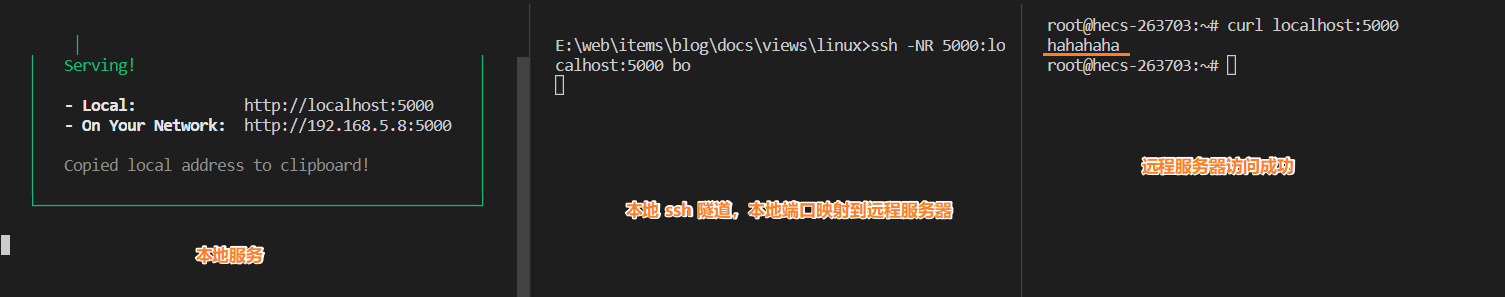 Serving!
- Local: http://localhost:5000
- On Your Network: http://192.168.5.8:5000
Copied local address to clipboard!
本地服务
E:\web\items\blog\docs\views\linux>ssh -NR 5000:lo
calhost:5000 bo
本地 ssh 隧道，本地端口映射到远程服务器
root@hecs-263703:~# curl localhost:5000
hahahaha
root@hecs-263703:~#
远程服务器访问成功